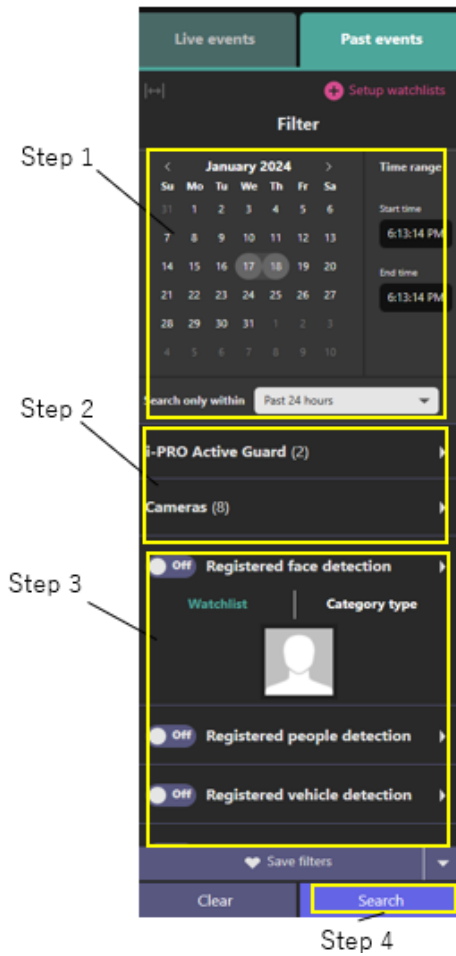 Live events Past events
Setup watchlists
Filter
Step 1
January 2024
Su Mo Tu We Th Fr Sa
31 1 2 3 4 5 6
7 8 9 10 11 12 13
14 15 16 17 18 19 20
21 22 23 24 25 26 27
28 29 30 31 1 2 3
4 5 6 7 8 9 10
Time range
Start time
6:13:14 PM
End time
6:13:14 PM
Search only within Past 24 hours
Step 2
i-PRO Active Guard (2)
Cameras (8)
Step 3
Off Registered face detection
Watchlist Category type
Off Registered people detection
Off Registered vehicle detection
Save filters
Clear Search
Step 4